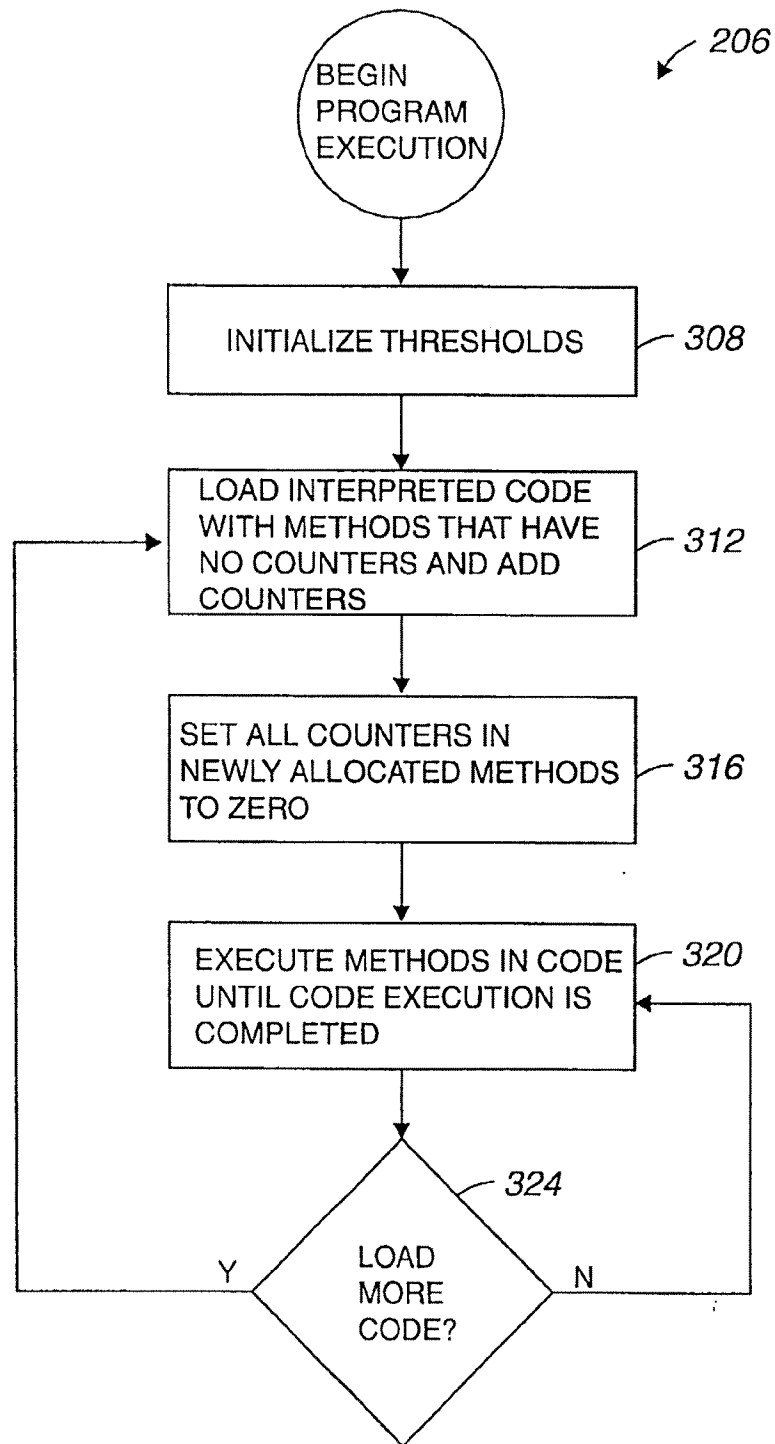 206
BEGIN
PROGRAM
EXECUTION
INITIALIZE THRESHOLDS
308
LOAD INTERPRETED CODE
WITH METHODS THAT HAVE
NO COUNTERS AND ADD
COUNTERS
312
SET ALL COUNTERS IN
NEWLY ALLOCATED METHODS
TO ZERO
316
EXECUTE METHODS IN CODE
UNTIL CODE EXECUTION IS
COMPLETED
320
324
LOAD
MORE
CODE?
Y
N